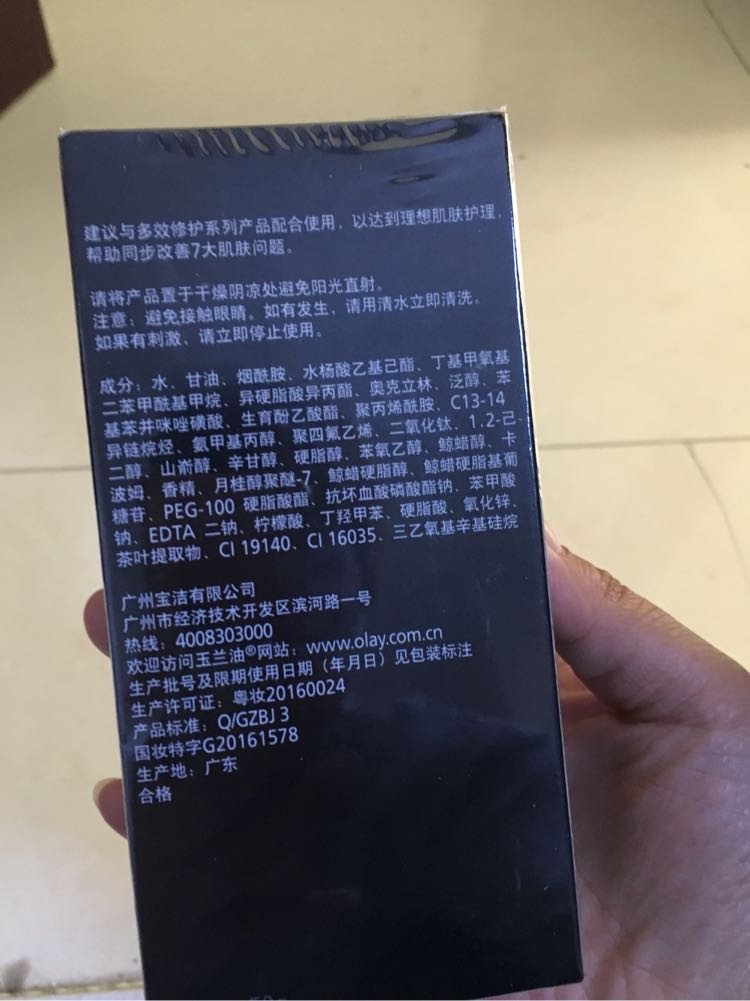 建议与多效修护系列产品配合使用，以达到理想肌肤护理，
帮助同步改善7大肌肤问题。
请将产品置于干燥阴凉处避免阳光直射。
注意：避免接触眼睛。如有发生，请用清水立即清洗。
如果有刺激，请立即停止使用。
成分：水、甘油、烟酰胺、水杨酸乙基己酯、丁基甲氧基
二苯甲酰基甲烷、异硬脂酸异丙酯、奥克立林、泛醇、苯
基苯并咪唑磺酸、生育酚乙酸酯、聚丙烯酰胺、C13-14
异链烷烃、氨甲基丙醇、聚四氟乙烯、二氧化钛、1,2-己
二醇、山嵛醇、辛甘醇、硬脂醇、苯氧乙醇、鲸蜡醇、卡
波姆、香精、月桂醇聚醚-7、鲸蜡硬脂醇、鲸蜡硬脂基葡
糖苷、PEG-100 硬脂酸酯、抗坏血酸磷酸酯钠、苯甲酸
钠、EDTA 二钠、柠檬酸、丁羟甲苯、硬脂酸、氧化锌、
茶叶提取物、CI 19140、CI 16035、三乙氧基辛基硅烷
广州宝洁有限公司
广州市经济技术开发区滨河路一号
热线：4008303000
欢迎访问玉兰油®网站：www.olay.com.cn
生产批号及限期使用日期（年月日）见包装标注
生产许可证：粤妆20160024
产品标准：Q/GZBJ 3
国妆特字G20161578
生产地：广东
合格